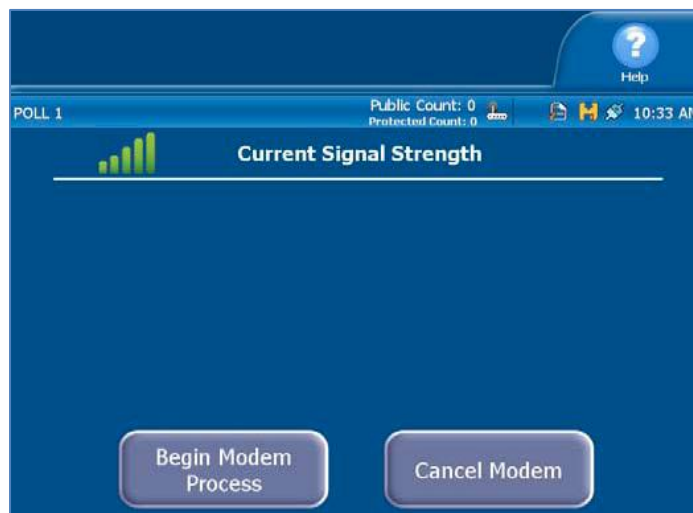 ?
Help
POLL 1
Public Count: 0
Protected Count: 0
10:33 AM
Current Signal Strength
Begin Modem
Process
Cancel Modem